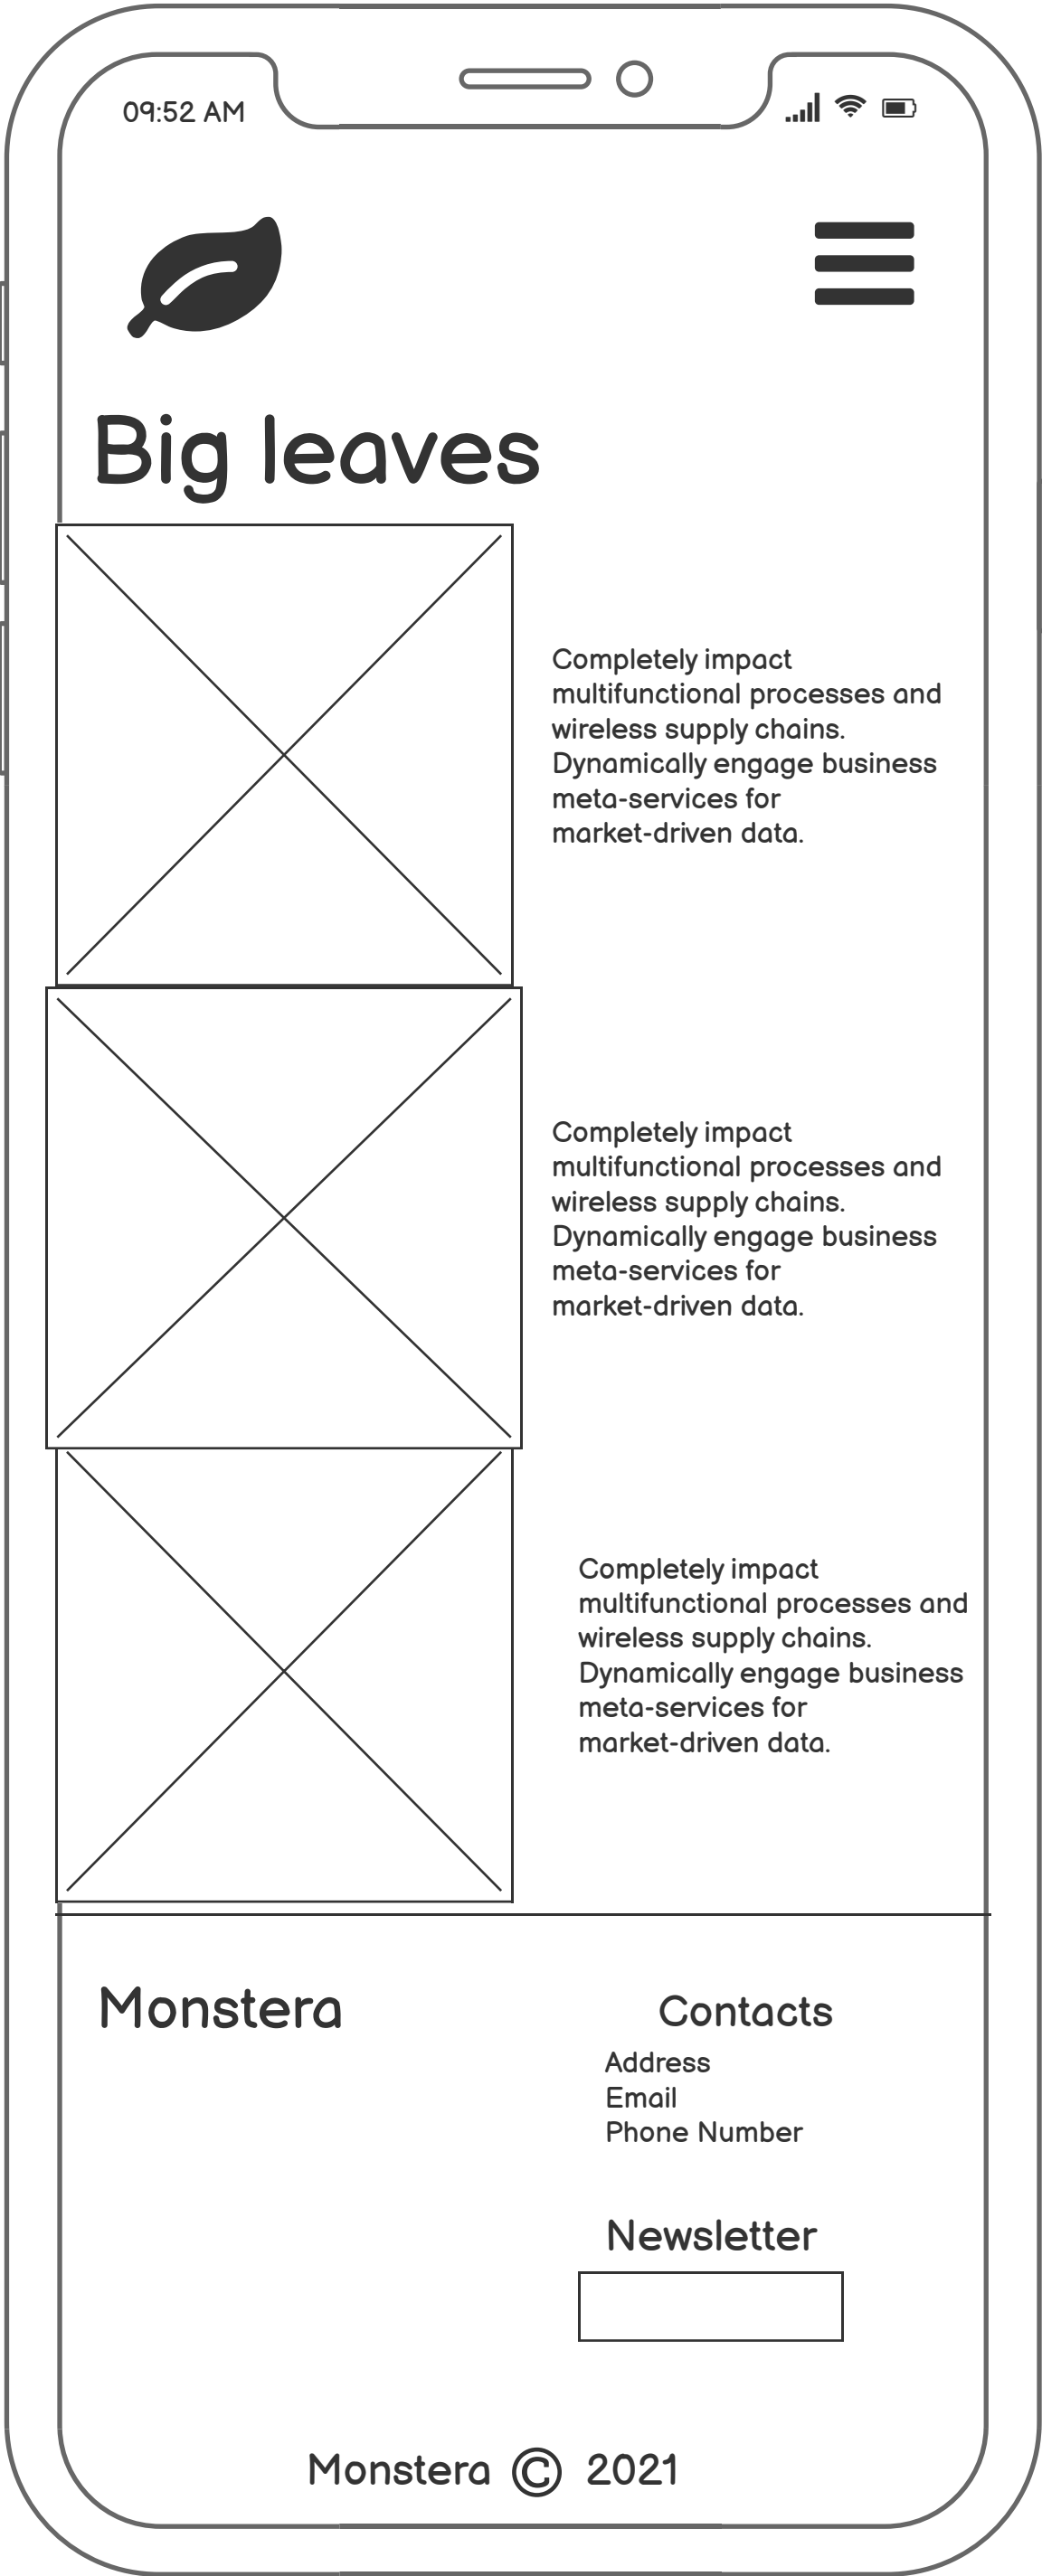 09:52 AM
Big leaves
Completely impact
multifunctional processes and
wireless supply chains.
Dynamically engage business
meta-services for
market-driven data.
Completely impact
multifunctional processes and
wireless supply chains.
Dynamically engage business
meta-services for
market-driven data.
Completely impact
multifunctional processes and
wireless supply chains.
Dynamically engage business
meta-services for
market-driven data.
Monstera
Contacts
Address
Email
Phone Number
Newsletter
Monstera © 2021